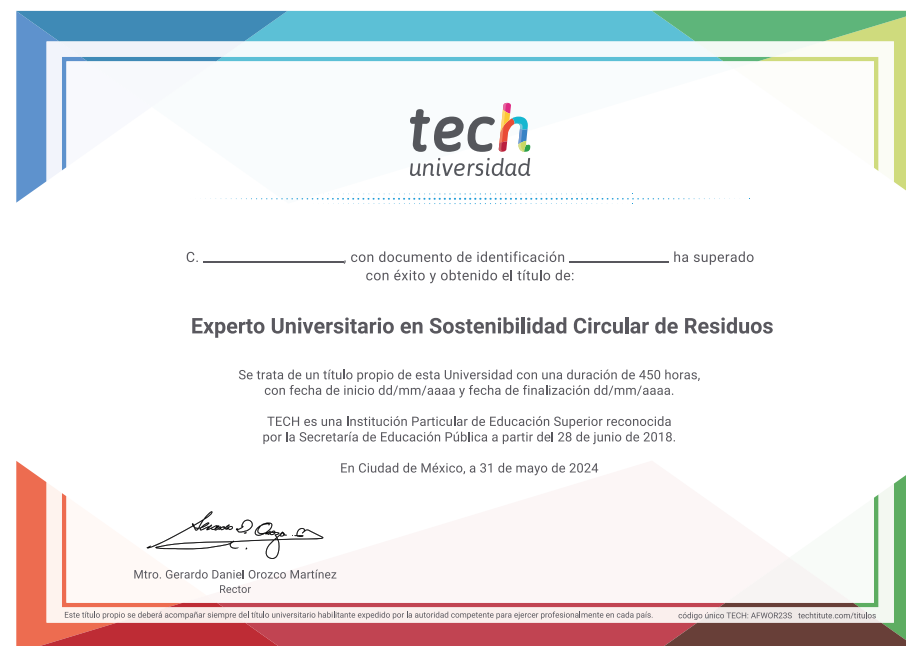 tech
universidad
C. ____________, con documento de identificación ____________ ha superado
con éxito y obtenido el título de:
Experto Universitario en Sostenibilidad Circular de Residuos
Se trata de un título propio de esta Universidad con una duración de 450 horas,
con fecha de inicio dd/mm/aaaa y fecha de finalización dd/mm/aaaa.
TECH es una Institución Particular de Educación Superior reconocida
por la Secretaría de Educación Pública a partir del 28 de junio de 2018.
En Ciudad de México, a 31 de mayo de 2024
Mtro. Gerardo Daniel Orozco Martínez
Rector
Este título propio se deberá acompañar siempre del título universitario habilitante expedido por la autoridad competente para ejercer profesionalmente en cada país. código único TECH: AFWOR23S techtitute.com/titulos